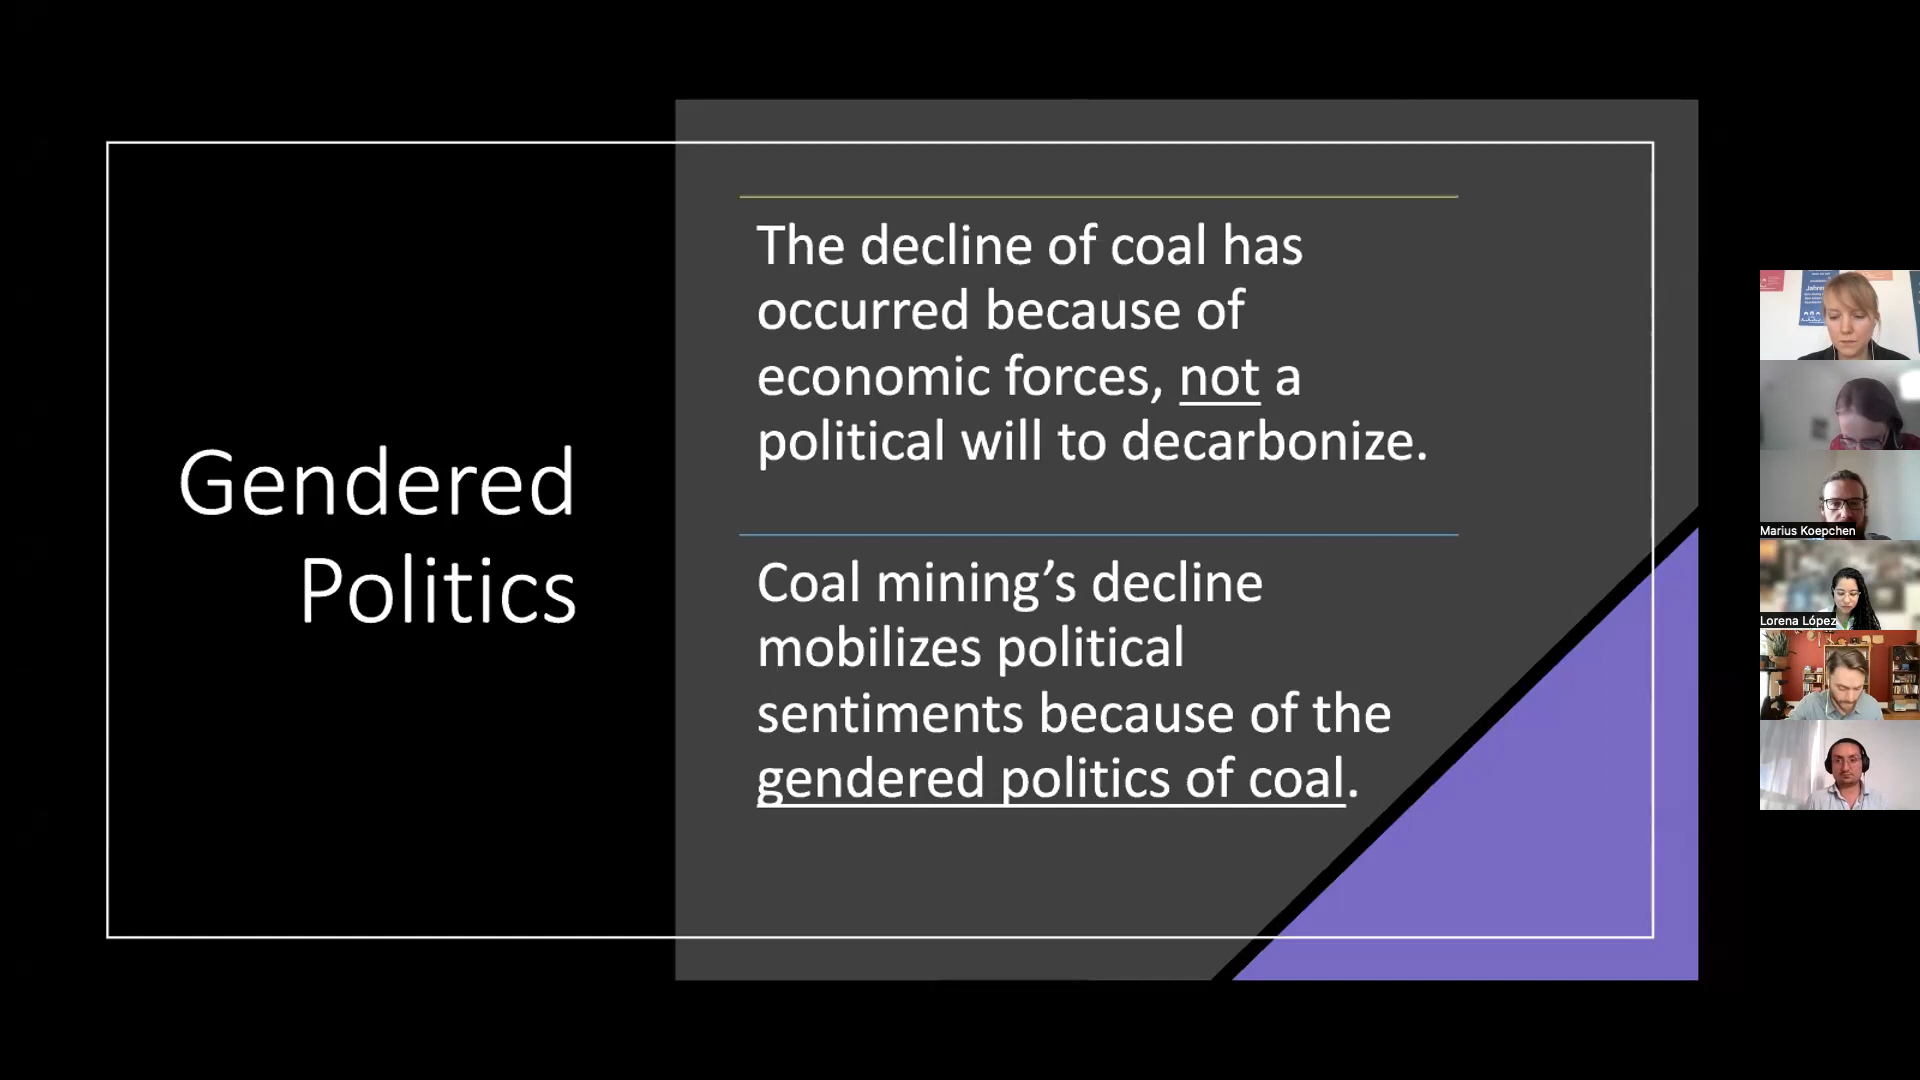 Gendered
Politics
The decline of coal has
occurred because of
economic forces, not a
political will to decarbonize.
Coal mining’s decline
mobilizes political
sentiments because of the
gendered politics of coal.
Marius Koepchen
Lorena López